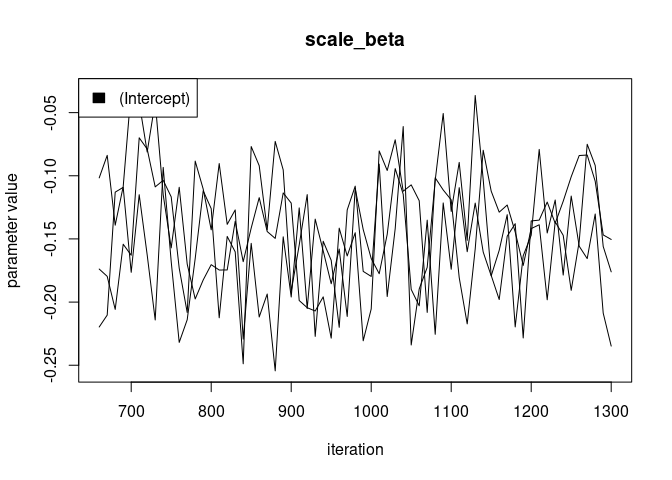 scale_beta
(Intercept)
parameter value
-0.05
-0.10
-0.15
-0.20
-0.25
700 800 900 1000 1100 1200 1300
iteration